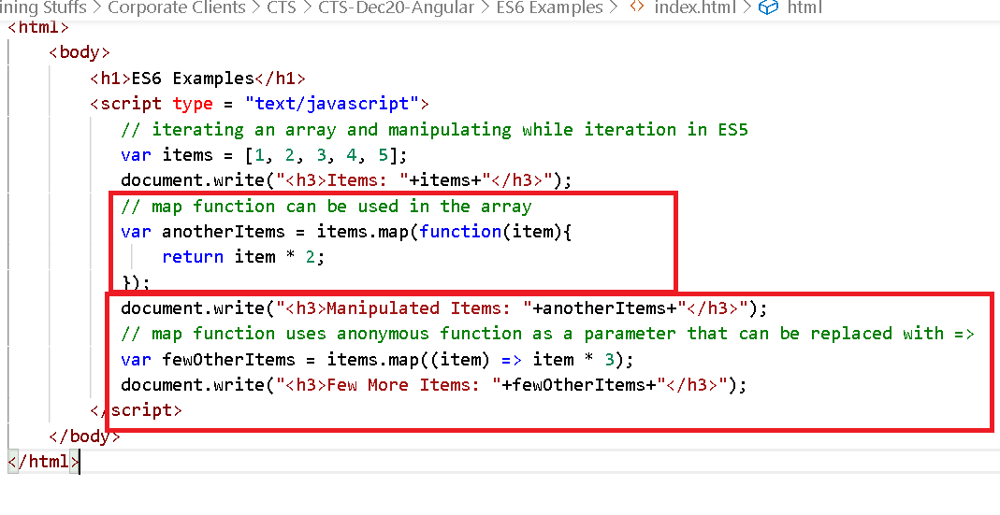 ining Stuffs > Corporate Clients > CTS > CTS-Dec20-Angular > ES6 Examples > <> index.html > html
<html>
<body>
<h1>ES6 Examples</h1>
<script type = "text/javascript">
// iterating an array and manipulating while iteration in ES5
var items = [1, 2, 3, 4, 5];
document.write("<h3>Items: "+items+"</h3>");
// map function can be used in the array
var anotherItems = items.map(function(item){
return item * 2;
});
document.write("<h3>Manipulated Items: "+anotherItems+"</h3>");
// map function uses anonymous function as a parameter that can be replaced with =>
var fewOtherItems = items.map((item) => item * 3);
document.write("<h3>Few More Items: "+fewOtherItems+"</h3>");
</script>
</body>
</html>